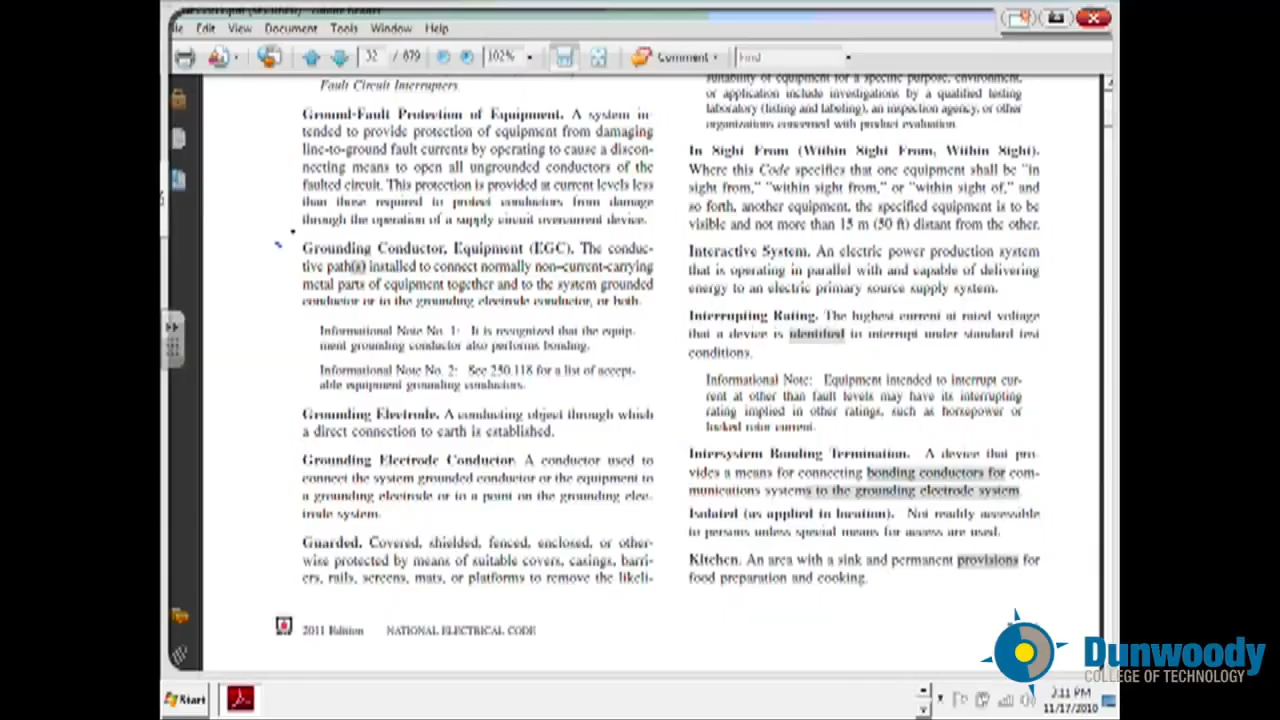 File Edit View Document Tools Window Help
32 / 679 102% Comment Find
Fault Circuit Interrupters.
Ground-Fault Protection of Equipment. A system in-
tended to provide protection of equipment from damaging
line-to-ground fault currents by operating to cause a discon-
necting means to open all ungrounded conductors of the
faulted circuit. This protection is provided at current levels less
than those required to protect conductors from damage
through the operation of a supply circuit overcurrent device.
Grounding Conductor, Equipment (EGC). The conduc-
tive path(s) installed to connect normally non–current-carrying
metal parts of equipment together and to the system grounded
conductor or to the grounding electrode conductor, or both.
Informational Note No. 1: It is recognized that the equip-
ment grounding conductor also performs bonding.
Informational Note No. 2: See 250.118 for a list of accept-
able equipment grounding conductors.
Grounding Electrode. A conducting object through which
a direct connection to earth is established.
Grounding Electrode Conductor. A conductor used to
connect the system grounded conductor or the equipment to
a grounding electrode or to a point on the grounding elec-
trode system.
Guarded. Covered, shielded, fenced, enclosed, or other-
wise protected by means of suitable covers, casings, barri-
ers, rails, screens, mats, or platforms to remove the likeli-
suitability of equipment for a specific purpose, environment,
or application include investigations by a qualified testing
laboratory (listing and labeling), an inspection agency, or other
organizations concerned with product evaluation.
In Sight From (Within Sight From, Within Sight).
Where this Code specifies that one equipment shall be "in
sight from," "within sight from," or "within sight of," and
so forth, another equipment, the specified equipment is to be
visible and not more than 15 m (50 ft) distant from the other.
Interactive System. An electric power production system
that is operating in parallel with and capable of delivering
energy to an electric primary source supply system.
Interrupting Rating. The highest current at rated voltage
that a device is identified to interrupt under standard test
conditions.
Informational Note: Equipment intended to interrupt cur-
rent at other than fault levels may have its interrupting
rating implied in other ratings, such as horsepower or
locked rotor current.
Intersystem Bonding Termination. A device that pro-
vides a means for connecting bonding conductors for com-
munications systems to the grounding electrode system.
Isolated (as applied to location). Not readily accessible
to persons unless special means for access are used.
Kitchen. An area with a sink and permanent provisions for
food preparation and cooking.
2011 Edition NATIONAL ELECTRICAL CODE
Dunwoody
COLLEGE OF TECHNOLOGY
Start
3:11 PM
11/17/2010